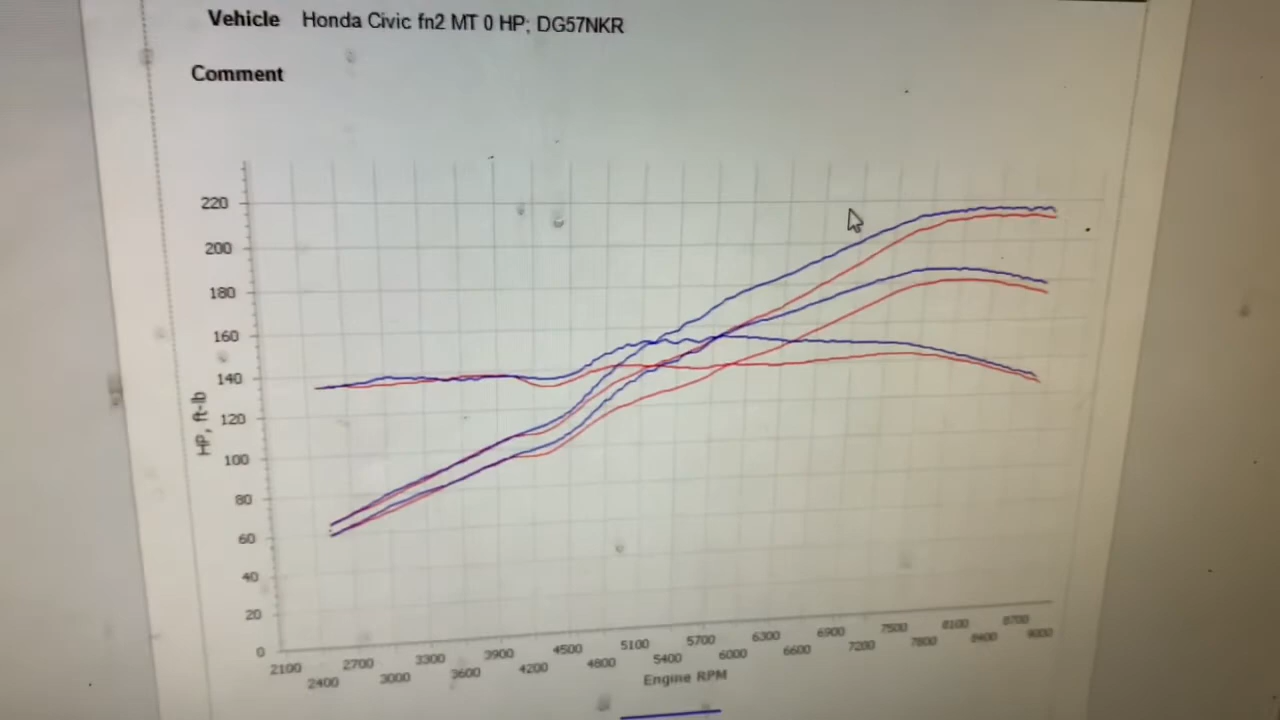 Vehicle Honda Civic fn2 MT 0 HP; DG57NKR
Comment
220
200
180
160
140
120
100
80
60
40
20
0
HP, ft-lb
2100 2700 3300 3900 4500 5100 5700 6300 6900 7500 8100 8700
2400 3000 3600 4200 4800 5400 6000 6600 7200 7800 8400 9000
Engine RPM